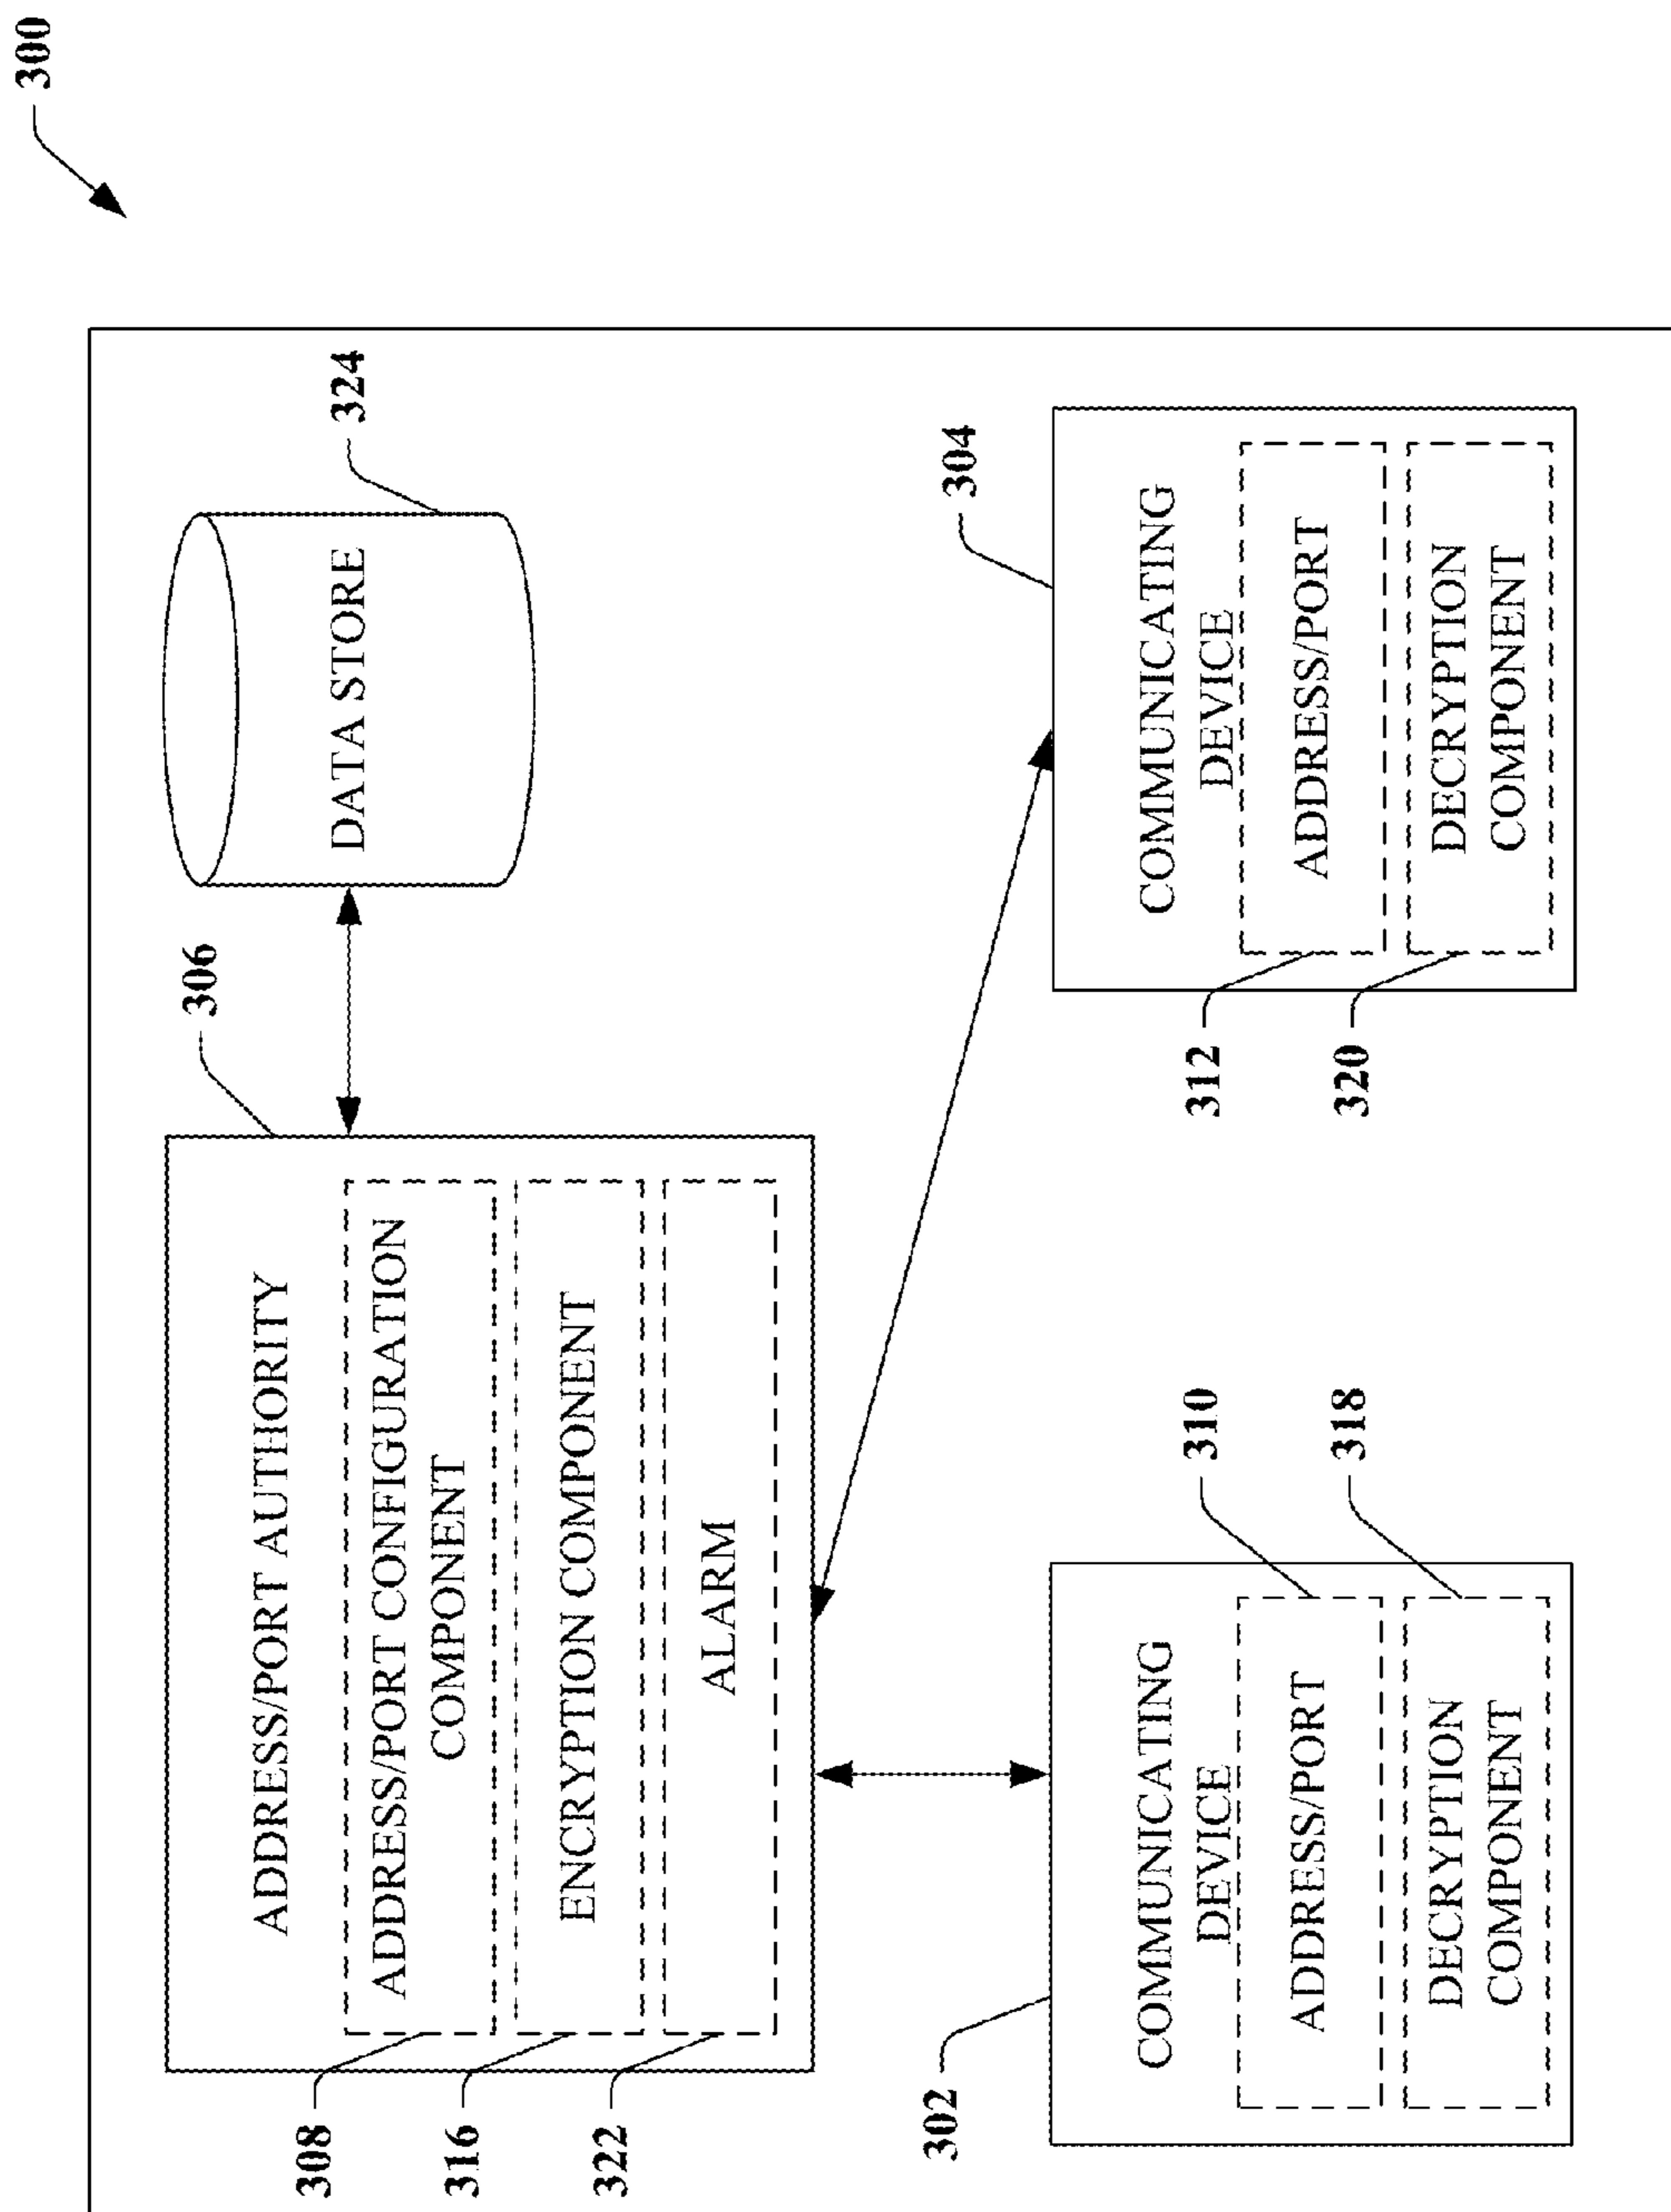 300
306
ADDRESS/PORT AUTHORITY
308
ADDRESS/PORT CONFIGURATION
COMPONENT
316
ENCRYPTION COMPONENT
322
ALARM
DATA STORE
324
302
COMMUNICATING
DEVICE
ADDRESS/PORT
310
DECRYPTION
COMPONENT
318
304
COMMUNICATING
DEVICE
312
ADDRESS/PORT
320
DECRYPTION
COMPONENT